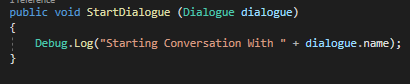 1 reference
public void StartDialogue (Dialogue dialogue)
{
Debug.Log("Starting Conversation With " + dialogue.name);
}